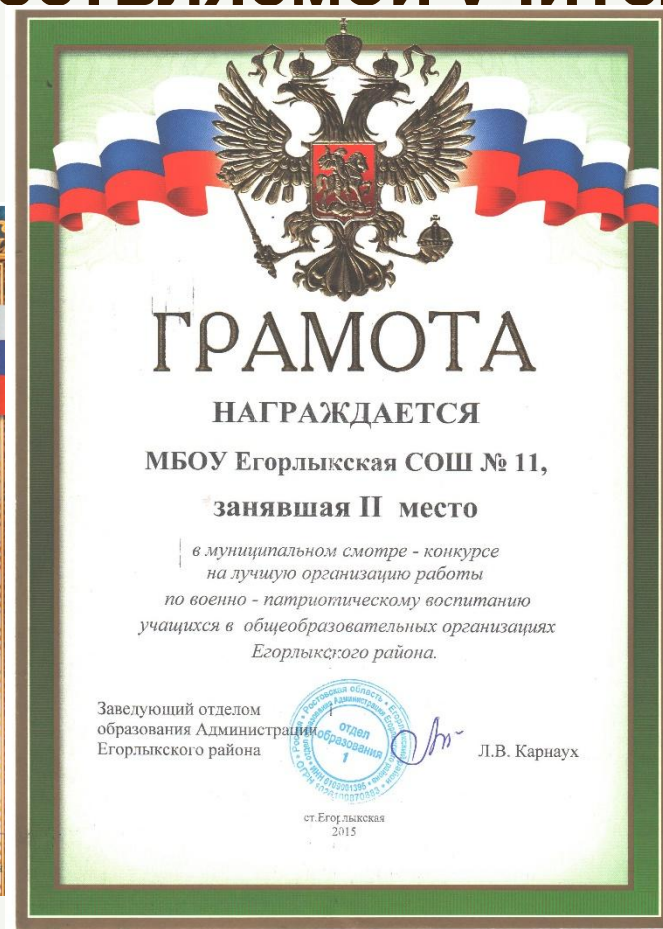 ГРАМОТА
НАГРАЖДАЕТСЯ
МБОУ Егорлыкская СОШ № 11,
занявшая II место
в муниципальном смотре - конкурсе
на лучшую организацию работы
по военно - патриотическому воспитанию
учащихся в общеобразовательных организациях
Егорлыкского района.
Заведующий отделом
образования Администрации
Егорлыкского района
отдел
образования
1
Л.В. Карнаух
ст.Егорлыкская
2015